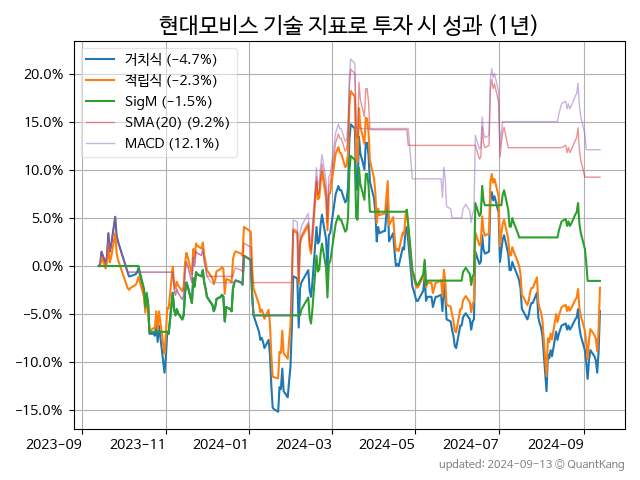 현대모비스 기술 지표로 투자 시 성과 (1년)
거치식 (−4.7%)
적립식 (−2.3%)
SigM (−1.5%)
SMA(20) (9.2%)
MACD (12.1%)
20.0%
15.0%
10.0%
5.0%
0.0%
−5.0%
−10.0%
−15.0%
2023-09 2023-11 2024-01 2024-03 2024-05 2024-07 2024-09
updated: 2024-09-13 © QuantKang